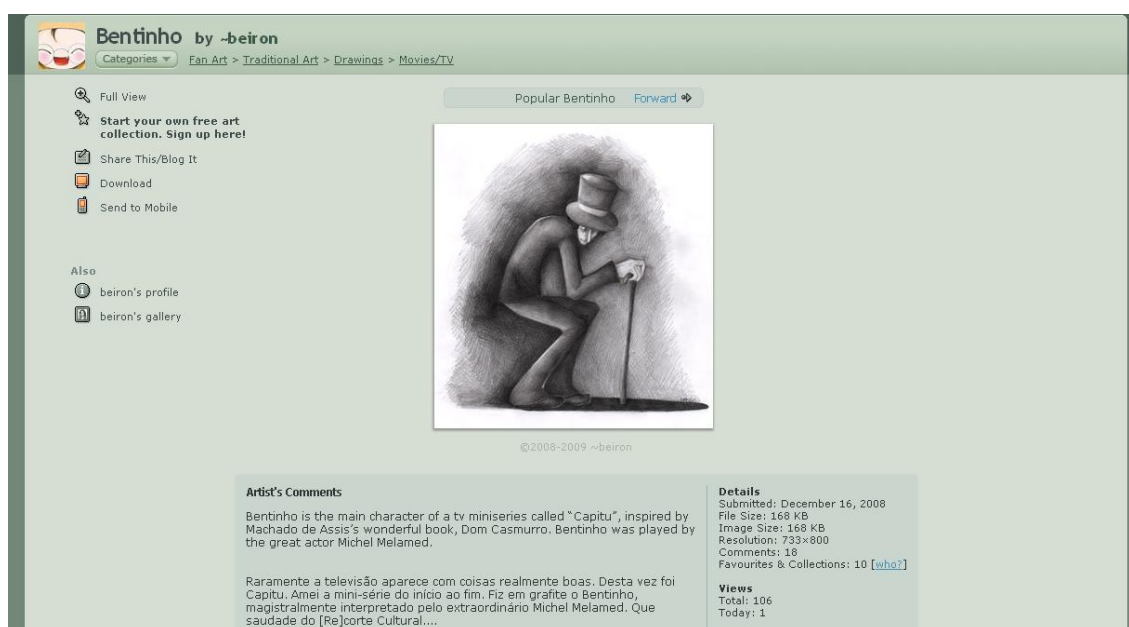 Bentinho by ~beiron
Categories
Fan Art > Traditional Art > Drawings > Movies/TV
Full View
Start your own free art
collection. Sign up here!
Share This/Blog It
Download
Send to Mobile
Also
beiron's profile
beiron's gallery
Popular Bentinho Forward
©2008-2009 ~beiron
Artist's Comments
Bentinho is the main character of a tv miniseries called "Capitu", inspired by
Machado de Assis's wonderful book, Dom Casmurro. Bentinho was played by
the great actor Michel Melamed.
Raramente a televisão aparece com coisas realmente boas. Desta vez foi
Capitu. Amei a mini-série do início ao fim. Fiz em grafite o Bentinho,
magistralmente interpretado pelo extraordinário Michel Melamed. Que
saudade do [Re]corte Cultural....
Details
Submitted: December 16, 2008
File Size: 168 KB
Image Size: 168 KB
Resolution: 733×800
Comments: 18
Favourites & Collections: 10 [who?]
Views
Total: 106
Today: 1